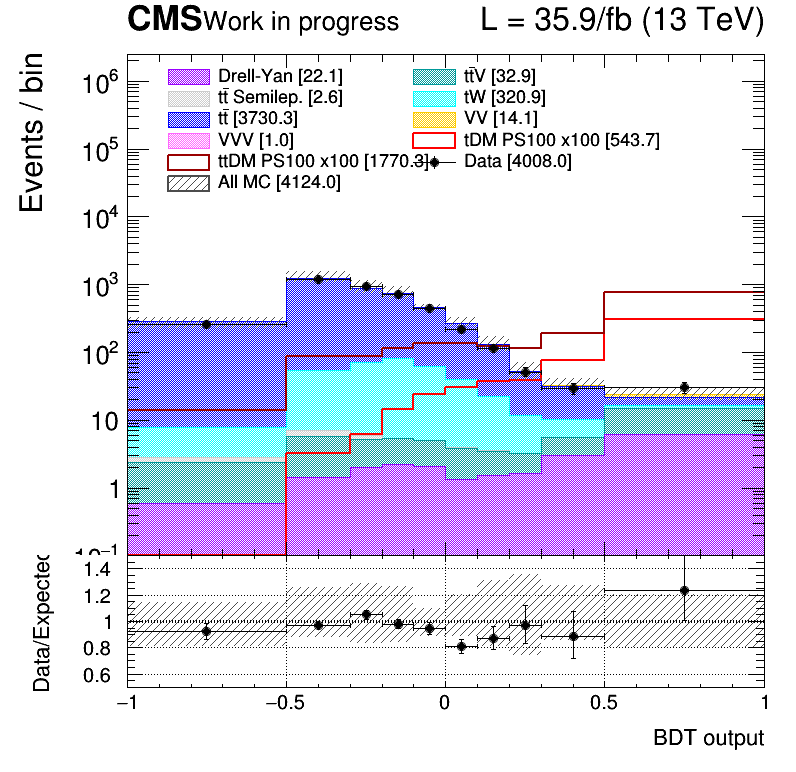 CMS Work in progress L = 35.9/fb (13 TeV)
Events / bin
Drell-Yan [22.1] tt̄V [32.9]
tt̄ Semilep. [2.6] tW [320.9]
tt̄ [3730.3] VV [14.1]
VVV [1.0] tDM PS100 x100 [543.7]
ttDM PS100 x100 [1770.3] Data [4008.0]
All MC [4124.0]
10⁶
10⁵
10⁴
10³
10²
10
1
10⁻¹
Data/Expected
1.4
1.2
1
0.8
0.6
−1 −0.5 0 0.5 1
BDT output